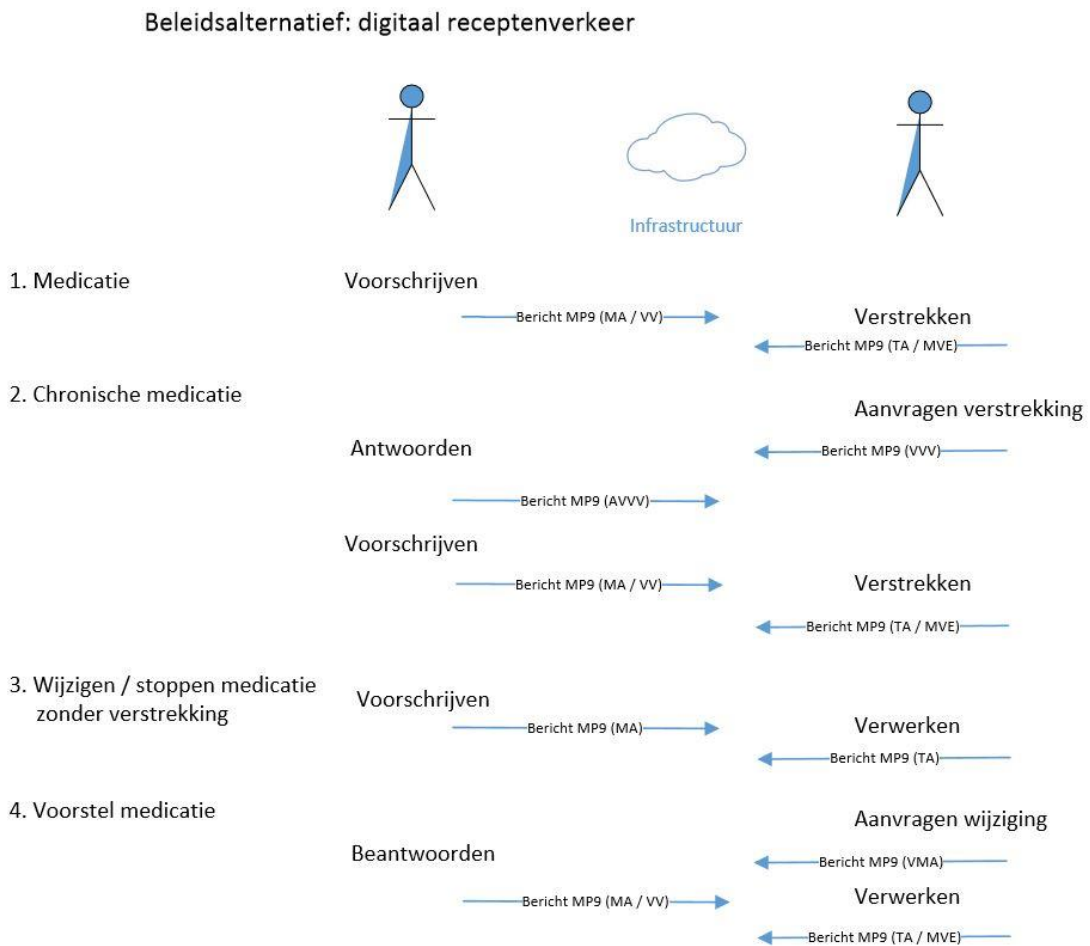 Beleidsalternatief: digitaal receptenverkeer
Infrastructuur
1. Medicatie
Voorschrijven
Bericht MP9 (MA / VV)
Verstrekken
Bericht MP9 (TA / MVE)
2. Chronische medicatie
Aanvragen verstrekking
Antwoorden
Bericht MP9 (VVV)
Bericht MP9 (AVVV)
Voorschrijven
Bericht MP9 (MA / VV)
Verstrekken
Bericht MP9 (TA / MVE)
3. Wijzigen / stoppen medicatie
zonder verstrekking
Voorschrijven
Bericht MP9 (MA)
Verwerken
Bericht MP9 (TA)
4. Voorstel medicatie
Aanvragen wijziging
Beantwoorden
Bericht MP9 (VMA)
Bericht MP9 (MA / VV)
Verwerken
Bericht MP9 (TA / MVE)